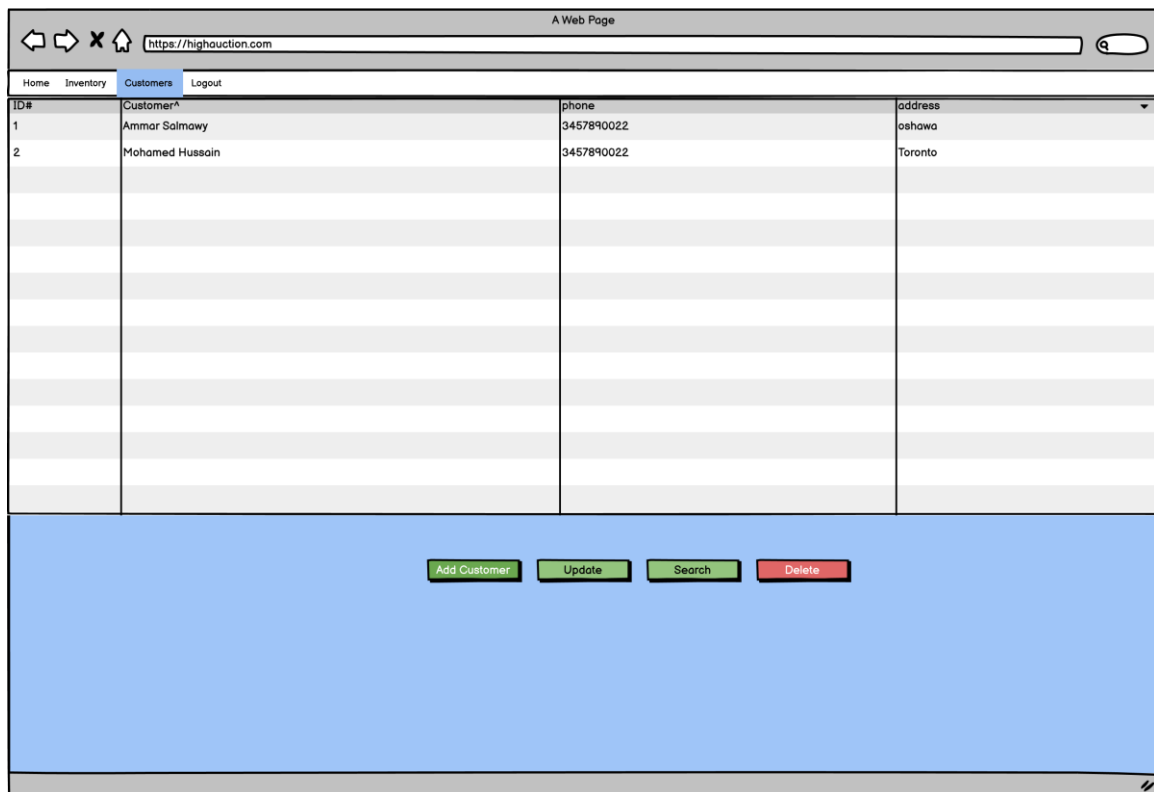 A Web Page
https://highauction.com
Home Inventory Customers Logout
ID# Customer^ phone address
1 Ammar Salmawy 3457890022 oshawa
2 Mohamed Hussain 3457890022 Toronto
Add Customer Update Search Delete